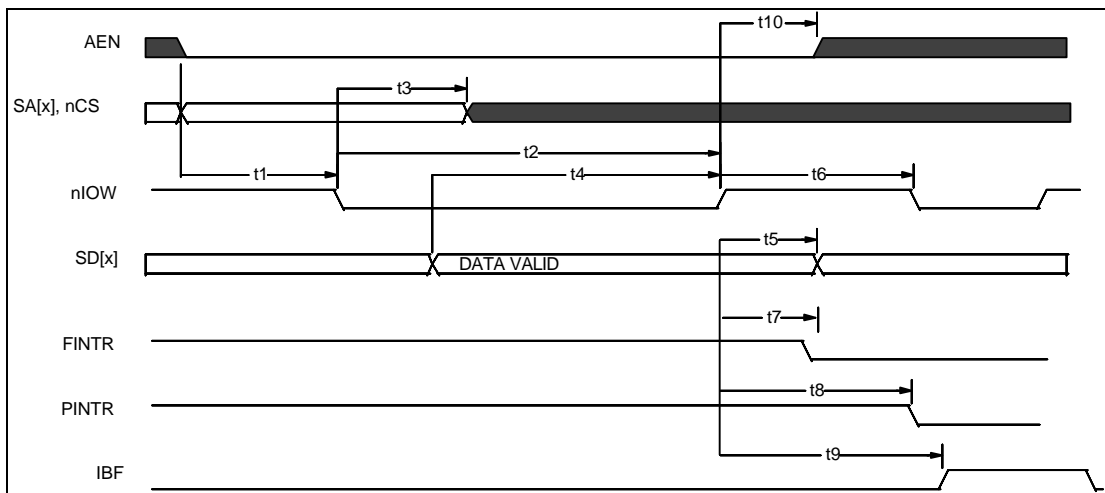 t10
AEN
t3
SA[x], nCS
t2
t1
t4
t6
nIOW
t5
SD[x]
DATA VALID
t7
FINTR
t8
PINTR
t9
IBF